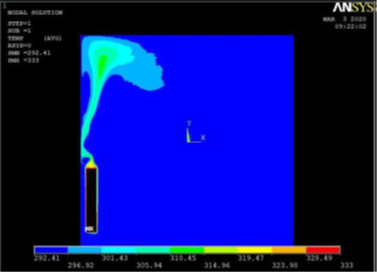 1
NODAL SOLUTION
STEP=1
SUB =1
TEMP (AVG)
RSYS=0
SMN =292.41
SMX =333
ANSYS
MAR 3 2020
09:22:02
Y
X
MX
292.41 301.43 310.45 319.47 328.49
296.92 305.94 314.96 323.98 333